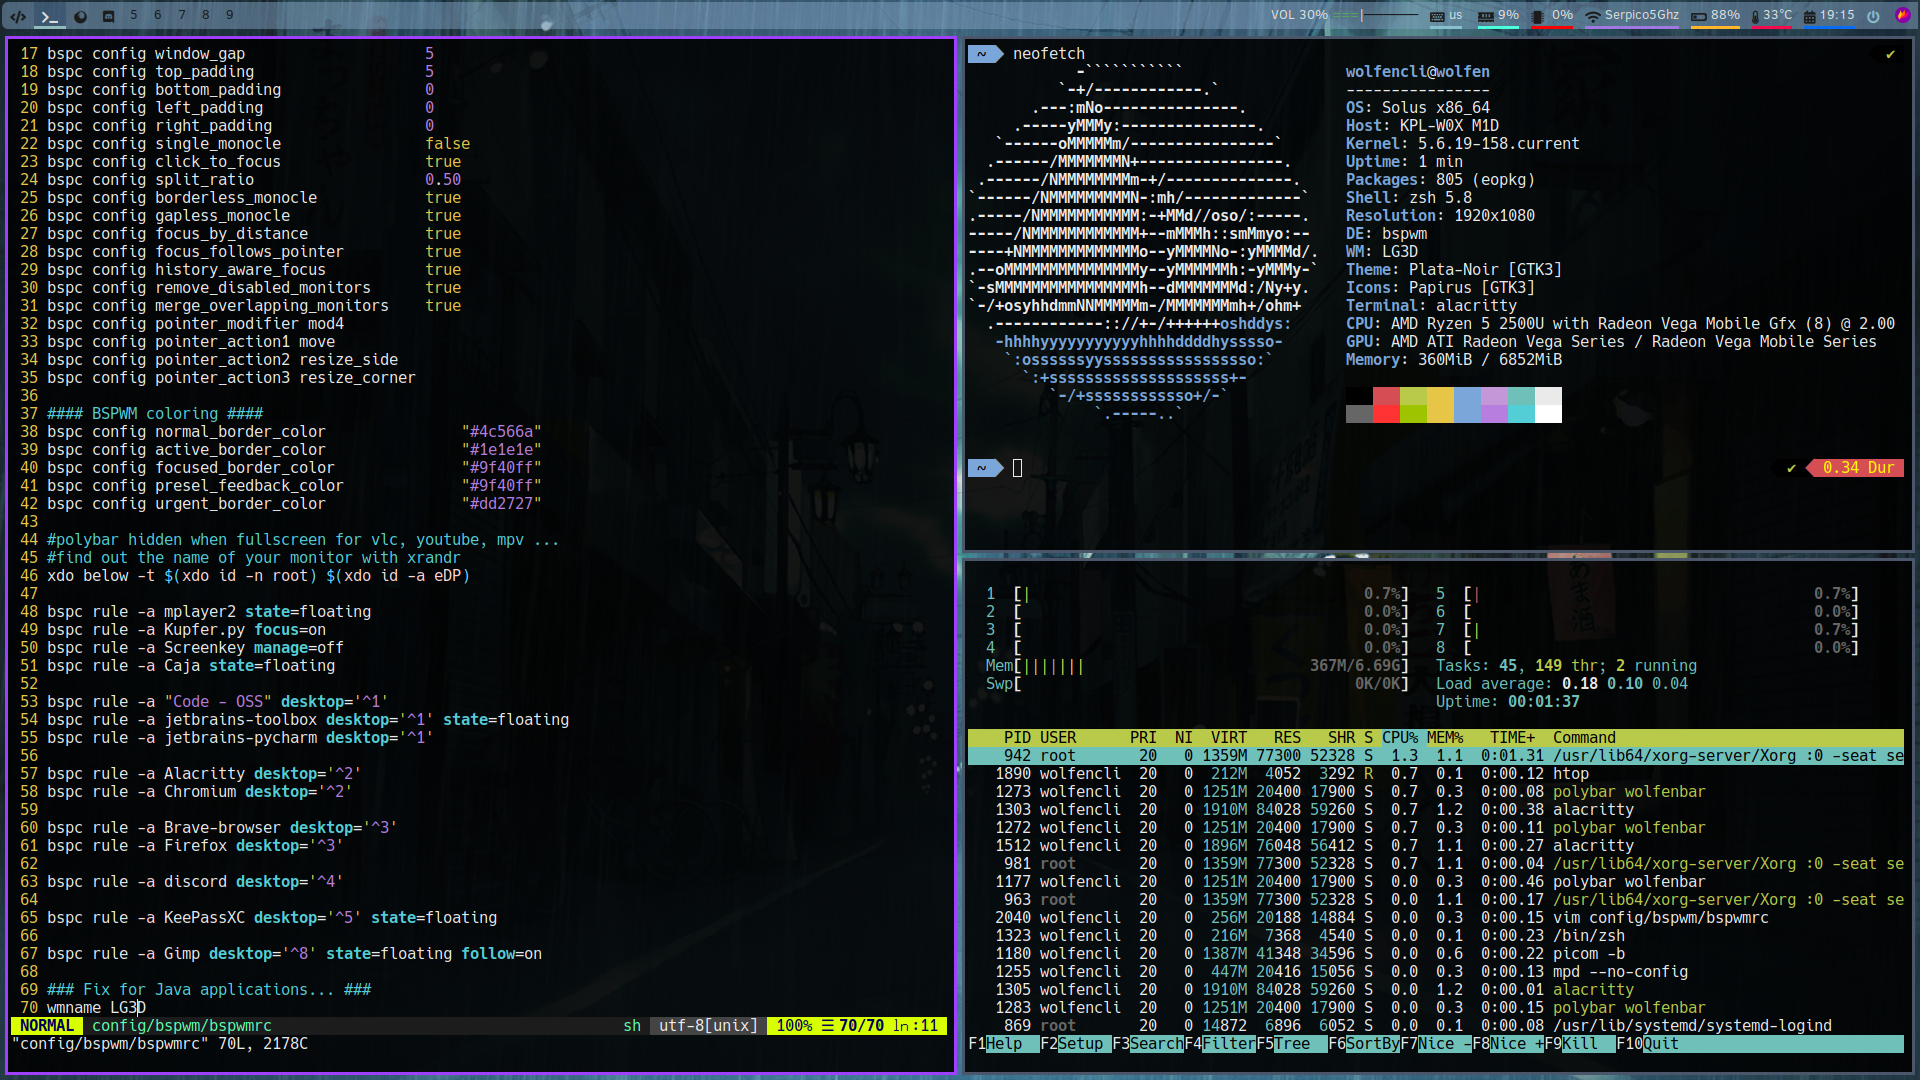 5 6 7 8 9 VOL 30% us 9% 0% Serpico5Ghz 88% 33°C 19:15
17 bspc config window_gap 5
18 bspc config top_padding 5
19 bspc config bottom_padding 0
20 bspc config left_padding 0
21 bspc config right_padding 0
22 bspc config single_monocle false
23 bspc config click_to_focus true
24 bspc config split_ratio 0.50
25 bspc config borderless_monocle true
26 bspc config gapless_monocle true
27 bspc config focus_by_distance true
28 bspc config focus_follows_pointer true
29 bspc config history_aware_focus true
30 bspc config remove_disabled_monitors true
31 bspc config merge_overlapping_monitors true
32 bspc config pointer_modifier mod4
33 bspc config pointer_action1 move
34 bspc config pointer_action2 resize_side
35 bspc config pointer_action3 resize_corner
36
37 #### BSPWM coloring ####
38 bspc config normal_border_color "#4c566a"
39 bspc config active_border_color "#1e1e1e"
40 bspc config focused_border_color "#9f40ff"
41 bspc config presel_feedback_color "#9f40ff"
42 bspc config urgent_border_color "#dd2727"
43
44 #polybar hidden when fullscreen for vlc, youtube, mpv ...
45 #find out the name of your monitor with xrandr
46 xdo below -t $(xdo id -n root) $(xdo id -a eDP)
47
48 bspc rule -a mplayer2 state=floating
49 bspc rule -a Kupfer.py focus=on
50 bspc rule -a Screenkey manage=off
51 bspc rule -a Caja state=floating
52
53 bspc rule -a "Code - OSS" desktop='^1'
54 bspc rule -a jetbrains-toolbox desktop='^1' state=floating
55 bspc rule -a jetbrains-pycharm desktop='^1'
56
57 bspc rule -a Alacritty desktop='^2'
58 bspc rule -a Chromium desktop='^2'
59
60 bspc rule -a Brave-browser desktop='^3'
61 bspc rule -a Firefox desktop='^3'
62
63 bspc rule -a discord desktop='^4'
64
65 bspc rule -a KeePassXC desktop='^5' state=floating
66
67 bspc rule -a Gimp desktop='^8' state=floating follow=on
68
69 ### Fix for Java applications... ###
70 wmname LG3D
NORMAL config/bspwm/bspwmrc sh utf-8[unix] 100% ☰ 70/70 ln:11
"config/bspwm/bspwmrc" 70L, 2178C
~ neofetch ✔
-```````````
`-+/------------.`
.---:mNo---------------.
.-----yMMMy:---------------.
`------oMMMMMm/----------------`
.------/MMMMMMMN+----------------.
.------/NMMMMMMMMm-+/--------------.
`------/NMMMMMMMMMN-:mh/-------------`
.-----/NMMMMMMMMMMM:-+MMd//oso/:-----.
-----/NMMMMMMMMMMMM+--mMMMh::smMmyo:--
----+NMMMMMMMMMMMMMo--yMMMMNo-:yMMMMd/.
.--oMMMMMMMMMMMMMMMy--yMMMMMMh:-yMMMy-`
`-sMMMMMMMMMMMMMMMMh--dMMMMMMMd:/Ny+y.
`-/+osyhhdmmNNMMMMMm-/MMMMMMMmh+/ohm+
.------------:://+-/++++++oshddys:
-hhhhyyyyyyyyyyyhhhhddddhysssso-
`:ossssssyysssssssssssssssso:`
`:+ssssssssssssssssssss+-
`-/+sssssssssso+/-`
`.-----..`
wolfencli@wolfen
----------------
OS: Solus x86_64
Host: KPL-W0X M1D
Kernel: 5.6.19-158.current
Uptime: 1 min
Packages: 805 (eopkg)
Shell: zsh 5.8
Resolution: 1920x1080
DE: bspwm
WM: LG3D
Theme: Plata-Noir [GTK3]
Icons: Papirus [GTK3]
Terminal: alacritty
CPU: AMD Ryzen 5 2500U with Radeon Vega Mobile Gfx (8) @ 2.00
GPU: AMD ATI Radeon Vega Series / Radeon Vega Mobile Series
Memory: 360MiB / 6852MiB
~ ✔ 0.34 Dur
1 [| 0.7%] 5 [| 0.7%]
2 [ 0.0%] 6 [ 0.0%]
3 [ 0.0%] 7 [| 0.7%]
4 [ 0.0%] 8 [ 0.0%]
Mem[||||||| 367M/6.69G] Tasks: 45, 149 thr; 2 running
Swp[ 0K/0K] Load average: 0.18 0.10 0.04
Uptime: 00:01:37
PID USER PRI NI VIRT RES SHR S CPU% MEM% TIME+ Command
942 root 20 0 1359M 77300 52328 S 1.3 1.1 0:01.31 /usr/lib64/xorg-server/Xorg :0 -seat se
1890 wolfencli 20 0 212M 4052 3292 R 0.7 0.1 0:00.12 htop
1273 wolfencli 20 0 1251M 20400 17900 S 0.7 0.3 0:00.08 polybar wolfenbar
1303 wolfencli 20 0 1910M 84028 59260 S 0.7 1.2 0:00.38 alacritty
1272 wolfencli 20 0 1251M 20400 17900 S 0.7 0.3 0:00.11 polybar wolfenbar
1512 wolfencli 20 0 1896M 76048 56412 S 0.7 1.1 0:00.27 alacritty
981 root 20 0 1359M 77300 52328 S 0.7 1.1 0:00.04 /usr/lib64/xorg-server/Xorg :0 -seat se
1177 wolfencli 20 0 1251M 20400 17900 S 0.0 0.3 0:00.46 polybar wolfenbar
963 root 20 0 1359M 77300 52328 S 0.0 1.1 0:00.17 /usr/lib64/xorg-server/Xorg :0 -seat se
2040 wolfencli 20 0 256M 20188 14884 S 0.0 0.3 0:00.15 vim config/bspwm/bspwmrc
1323 wolfencli 20 0 216M 7368 4540 S 0.0 0.1 0:00.23 /bin/zsh
1180 wolfencli 20 0 1387M 41348 34596 S 0.0 0.6 0:00.22 picom -b
1255 wolfencli 20 0 447M 20416 15056 S 0.0 0.3 0:00.13 mpd --no-config
1305 wolfencli 20 0 1910M 84028 59260 S 0.0 1.2 0:00.01 alacritty
1283 wolfencli 20 0 1251M 20400 17900 S 0.0 0.3 0:00.15 polybar wolfenbar
869 root 20 0 14872 6896 6052 S 0.0 0.1 0:00.08 /usr/lib/systemd/systemd-logind
F1Help F2Setup F3SearchF4FilterF5Tree F6SortByF7Nice -F8Nice +F9Kill F10Quit